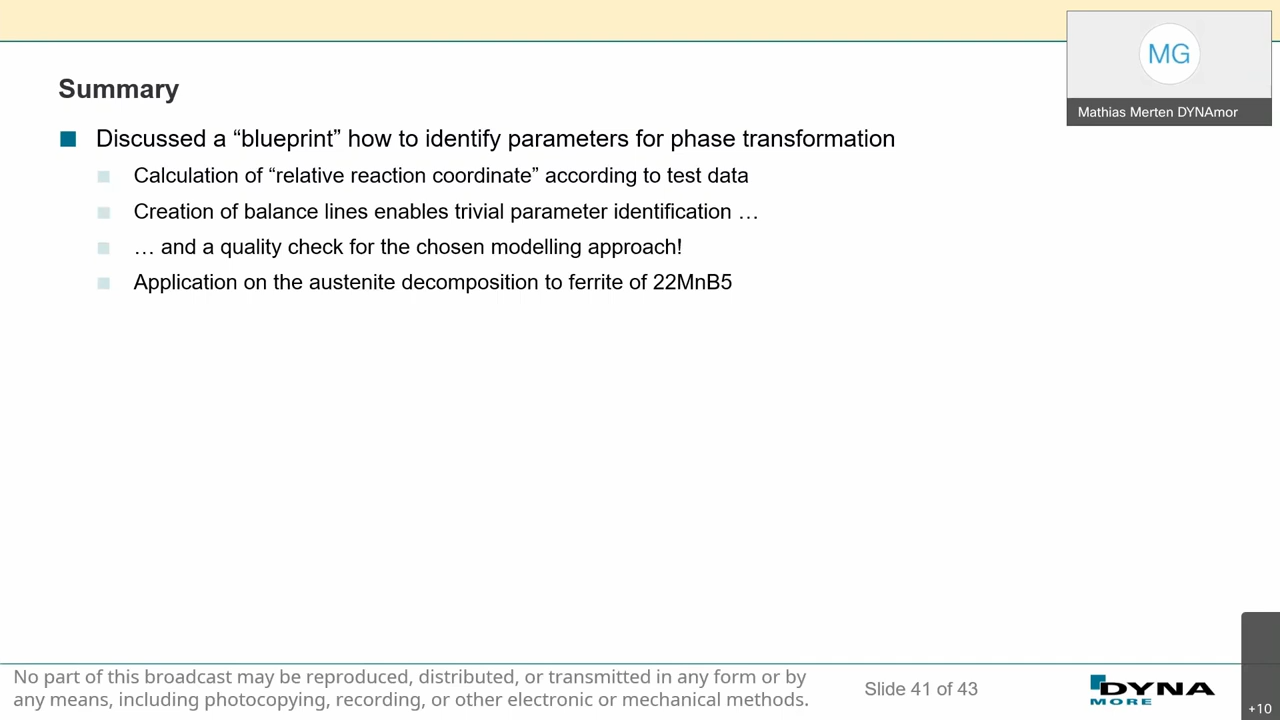 MG
Mathias Merten DYNAmor
Summary
Discussed a “blueprint” how to identify parameters for phase transformation
Calculation of “relative reaction coordinate” according to test data
Creation of balance lines enables trivial parameter identification …
… and a quality check for the chosen modelling approach!
Application on the austenite decomposition to ferrite of 22MnB5
No part of this broadcast may be reproduced, distributed, or transmitted in any form or by
any means, including photocopying, recording, or other electronic or mechanical methods.
Slide 41 of 43
DYNA
MORE
+10